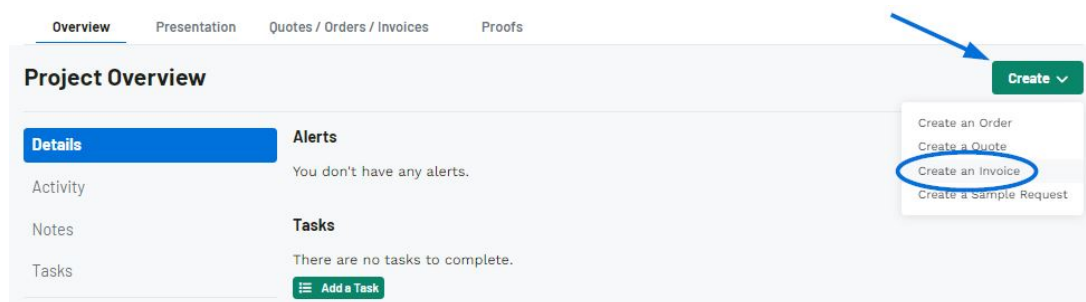 Overview Presentation Quotes / Orders / Invoices Proofs
Project Overview
Create
Create an Order
Create a Quote
Create an Invoice
Create a Sample Request
Details
Activity
Notes
Tasks
Alerts
You don't have any alerts.
Tasks
There are no tasks to complete.
Add a Task